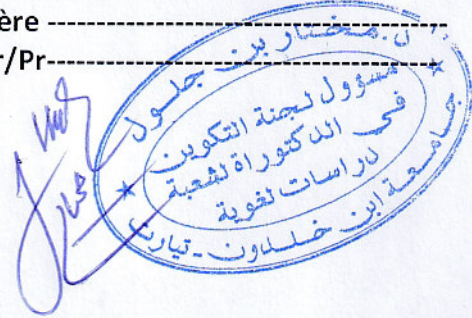 ère
r/Pr
د. مختار بن جلول
مسؤول لجنة التكوين
في الدكتوراة لشعبة
دراسات لغوية
جامعة ابن خلدون - تيارت